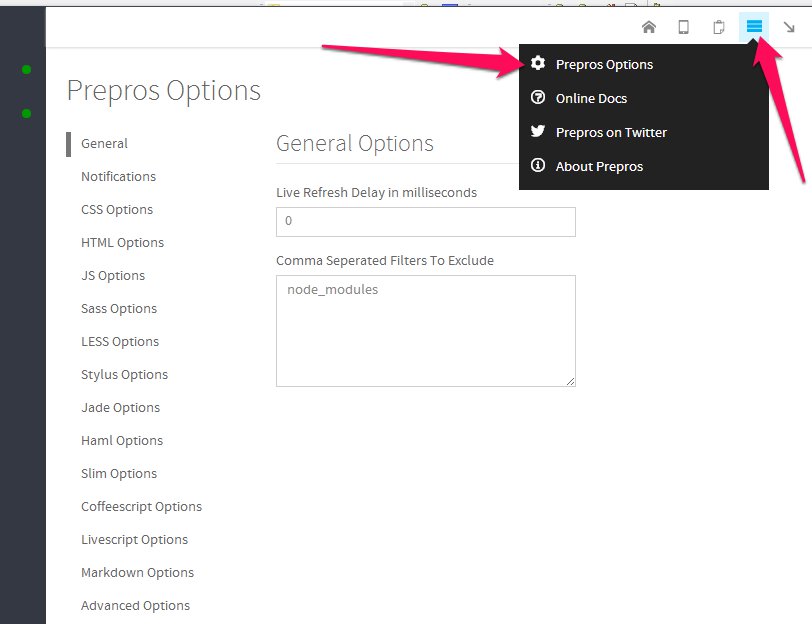 Prepros Options
Online Docs
Prepros on Twitter
About Prepros
Prepros Options
General
Notifications
CSS Options
HTML Options
JS Options
Sass Options
LESS Options
Stylus Options
Jade Options
Haml Options
Slim Options
Coffeescript Options
Livescript Options
Markdown Options
Advanced Options
General Options
Live Refresh Delay in milliseconds
0
Comma Seperated Filters To Exclude
node_modules